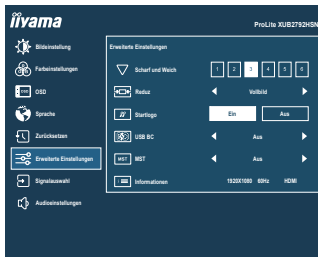 iiyama
ProLite XUB2792HSN
Bildeinstellung
Farbeinstellungen
OSD
Sprache
Zurücksetzen
Erweiterte Einstellungen
Signalauswahl
Audioeinstellungen
Erweiterte Einstellungen
Scharf und Weich 1 2 3 4 5 6
Reduz Vollbild
Startlogo Ein Aus
USB BC Aus
MST MST Aus
Informationen 1920X1080 60Hz HDMI